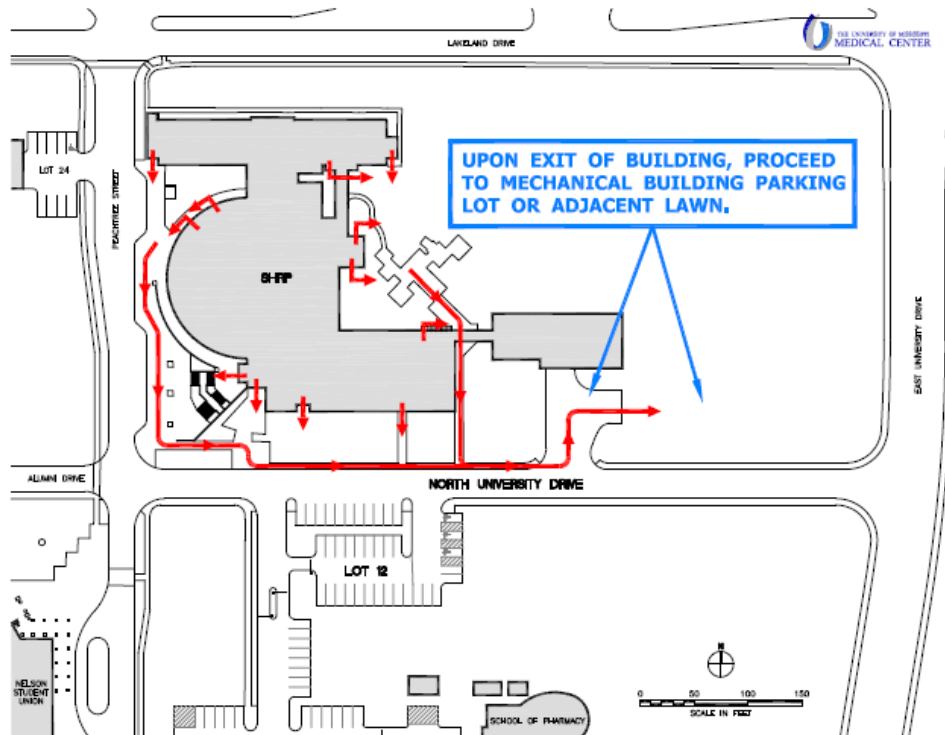 LAKELAND DRIVE
THE UNIVERSITY OF MISSISSIPPI
MEDICAL CENTER
LOT 24
PEACHTREE STREET
UPON EXIT OF BUILDING, PROCEED
TO MECHANICAL BUILDING PARKING
LOT OR ADJACENT LAWN.
SHRP
EAST UNIVERSITY DRIVE
ALUMNI DRIVE
NORTH UNIVERSITY DRIVE
LOT 12
NELSON
STUDENT
UNION
SCHOOL OF PHARMACY
N
0 50 100 150
SCALE IN FEET